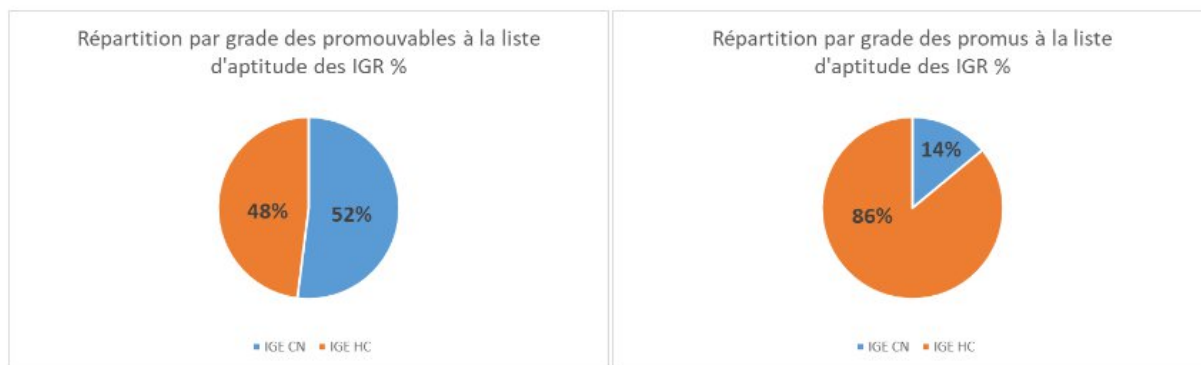 Répartition par grade des promouvables à la liste
d'aptitude des IGR %
48%
52%
IGE CN IGE HC
Répartition par grade des promus à la liste
d'aptitude des IGR %
14%
86%
IGE CN IGE HC